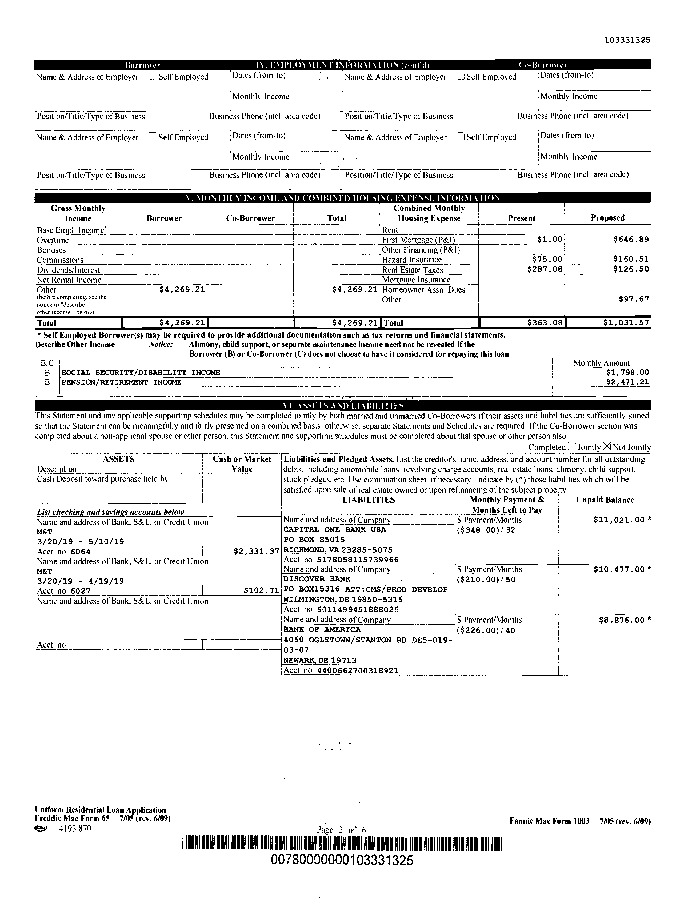 L03331325
Borrower IV. EMPLOYMENT INFORMATION (cont'd) Co-Borrower
Name & Address of Employer Self Employed Dates (from-to) Name & Address of Employer Self Employed Dates (from-to)
Monthly Income Monthly Income
Position/Title/Type of Business Business Phone (incl. area code) Position/Title/Type of Business Business Phone (incl. area code)
Name & Address of Employer Self Employed Dates (from-to) Name & Address of Employer Self Employed Dates (from-to)
Monthly Income Monthly Income
Position/Title/Type of Business Business Phone (incl. area code) Position/Title/Type of Business Business Phone (incl. area code)
V. MONTHLY INCOME AND COMBINED HOUSING EXPENSE INFORMATION
Gross Monthly Combined Monthly
Income Borrower Co-Borrower Total Housing Expense Present Proposed
Base Empl. Income* Rent
Overtime First Mortgage (P&I) $1.00 $646.89
Bonuses Other Financing (P&I)
Commissions Hazard Insurance $75.00 $160.51
Dividends/Interest Real Estate Taxes $287.08 $126.50
Net Rental Income Mortgage Insurance
Other $4,269.21 $4,269.21 Homeowner Assn. Dues
(before completing, see the Other $97.67
notice in "describe
other income," below)
Total $4,269.21 $4,269.21 Total $363.08 $1,031.57
* Self Employed Borrower(s) may be required to provide additional documentation such as tax returns and financial statements.
Describe Other Income Notice: Alimony, child support, or separate maintenance income need not be revealed if the
Borrower (B) or Co-Borrower (C) does not choose to have it considered for repaying this loan
B/C Monthly Amount
B SOCIAL SECURITY/DISABILITY INCOME $1,798.00
B PENSION/RETIREMENT INCOME $2,471.21
VI. ASSETS AND LIABILITIES
This Statement and any applicable supporting schedules may be completed jointly by both married and unmarried Co-Borrowers if their assets and liabilities are sufficiently joined
so that the Statement can be meaningfully and fairly presented on a combined basis; otherwise, separate Statements and Schedules are required. If the Co-Borrower section was
completed about a non-applicant spouse or other person, this Statement and supporting schedules must be completed about that spouse or other person also.
Completed Jointly Not Jointly
ASSETS Cash or Market Value
Description
Cash Deposit toward purchase held by
Liabilities and Pledged Assets. List the creditor's name, address, and account number for all outstanding
debts, including automobile loans, revolving charge accounts, real estate loans, alimony, child support,
stock pledges, etc. Use continuation sheet, if necessary. Indicate by (*) those liabilities which will be
satisfied upon sale of real estate owned or upon refinancing of the subject property.
LIABILITIES Monthly Payment & Months Left to Pay Unpaid Balance
List checking and savings accounts below
Name and address of Bank, S&L, or Credit Union
M&T
3/20/19 - 5/10/19
Acct. no. 6064 $2,331.37
Name and address of Bank, S&L, or Credit Union
M&T
3/20/19 - 4/19/19
Acct. no. 6027 $102.71
Name and address of Bank, S&L, or Credit Union
Acct. no.
Name and address of Company $ Payment/Months $11,021.00 *
CAPITAL ONE BANK USA ($348.00)/32
PO BOX 85015
RICHMOND, VA 23285-5075
Acct. no. 5178058115739966
Name and address of Company $ Payment/Months $10,477.00 *
DISCOVER BANK ($210.00)/50
PO BOX15316 ATT:CMS/PROD DEVELOP
WILMINGTON, DE 19850-5316
Acct. no. 6011499451888025
Name and address of Company $ Payment/Months $8,876.00 *
BANK OF AMERICA ($226.00)/40
4060 OGLETOWN/STANTON RD DE5-019-
03-07
NEWARK, DE 19713
Acct. no. 4400662700318921
Uniform Residential Loan Application
Freddie Mac Form 65 7/05 (rev. 6/09) Fannie Mae Form 1003 7/05 (rev. 6/09)
Page 2 of 6
00780000000103331325